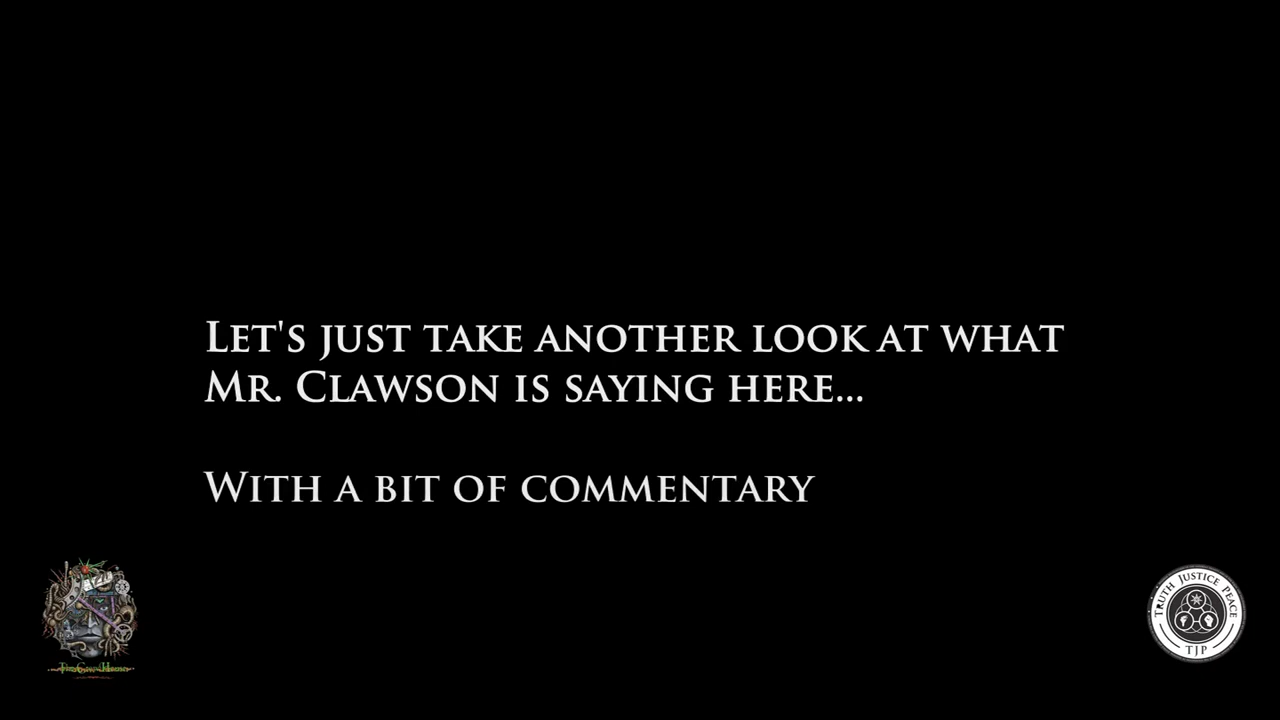 Let's just take another look at what
Mr. Clawson is saying here...
With a bit of commentary
Truth Justice Peace
TJP